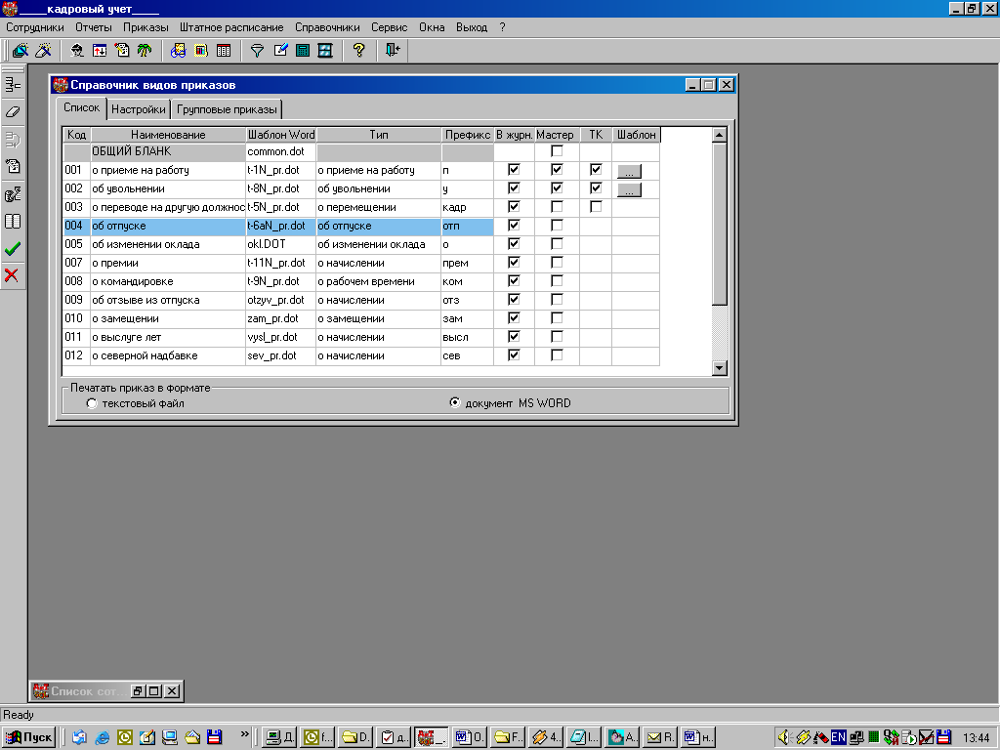 ____кадровый учет____
Сотрудники Отчеты Приказы Штатное расписание Справочники Сервис Окна Выход ?
Справочник видов приказов
Список Настройки Групповые приказы
Код Наименование Шаблон Word Тип Префикс В журн. Мастер ТК Шаблон
ОБЩИЙ БЛАНК common.dot
001 о приеме на работу t-1N_pr.dot о приеме на работу п ...
002 об увольнении t-8N_pr.dot об увольнении у ...
003 о переводе на другую должнос t-5N_pr.dot о перемещении кадр
004 об отпуске t-6aN_pr.dot об отпуске отп
005 об изменении оклада okl.DOT об изменении оклада о
007 о премии t-11N_pr.dot о начислении прем
008 о командировке t-9N_pr.dot о рабочем времени ком
009 об отзыве из отпуска otzyv_pr.dot о начислении отз
010 о замещении zam_pr.dot о замещении зам
011 о выслуге лет vysl_pr.dot о начислении высл
012 о северной надбавке sev_pr.dot о начислении сев
Печатать приказ в формате
текстовый файл документ MS WORD
Список сот...
Ready
Пуск » Д. f... D. д.. _. O. F.. 4.. I... A.. R. н.. EN 13:44